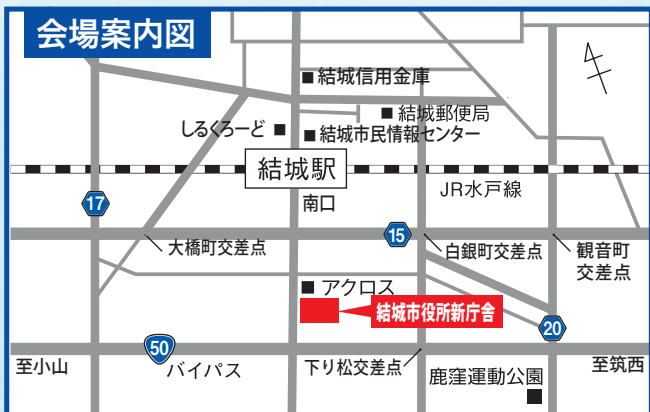 会場案内図
結城信用金庫
結城郵便局
しるくろーど
結城市民情報センター
結城駅
JR水戸線
南口
17
15
大橋町交差点
白銀町交差点
観音町
交差点
アクロス
結城市役所新庁舎
20
50
至小山
バイパス
下り松交差点
至筑西
鹿窪運動公園